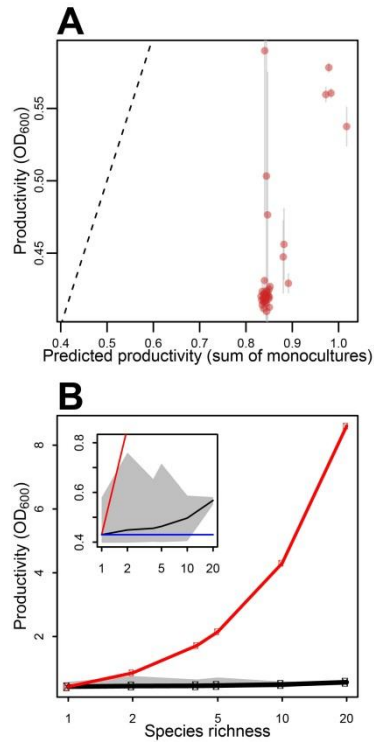 A
Productivity (OD600)
0.55
0.50
0.45
0.4 0.5 0.6 0.7 0.8 0.9 1.0
Predicted productivity (sum of monocultures)
B
Productivity (OD600)
8
6
4
2
0.8
0.6
0.4
1 2 5 10 20
1 2 5 10 20
Species richness